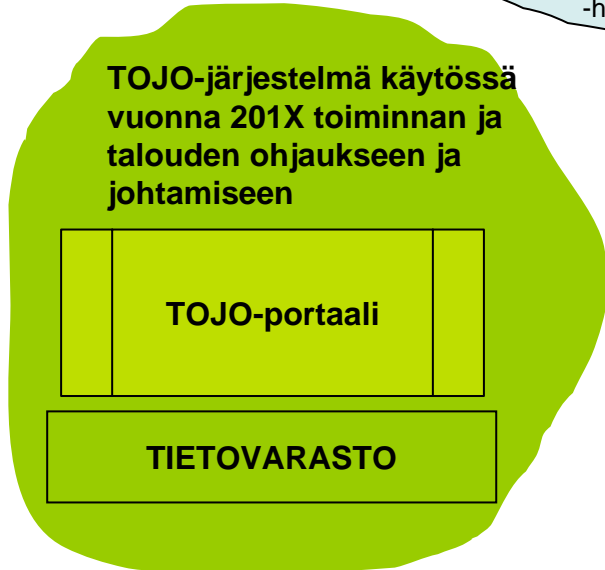 -h
TOJO-järjestelmä käytössä
vuonna 201X toiminnan ja
talouden ohjaukseen ja
johtamiseen
TOJO-portaali
TIETOVARASTO